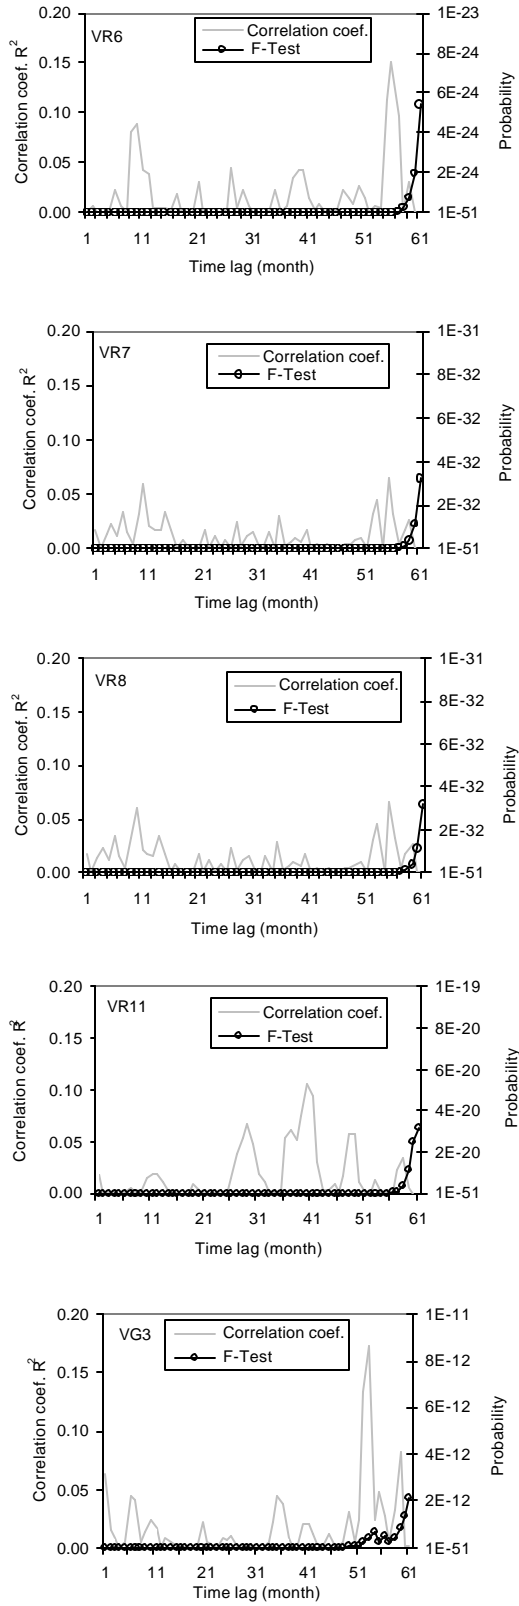 0.20 1E-23
VR6 Correlation coef.
F-Test
8E-24
0.15
6E-24
Correlation coef. R²
0.10
Probability
4E-24
0.05
2E-24
0.00 1E-51
1 11 21 31 41 51 61
Time lag (month)
0.20 1E-31
VR7 Correlation coef.
F-Test
8E-32
0.15
6E-32
Correlation coef. R²
0.10
Probability
4E-32
0.05
2E-32
0.00 1E-51
1 11 21 31 41 51 61
Time lag (month)
0.20 1E-31
VR8 Correlation coef.
F-Test
8E-32
0.15
6E-32
Correlation coef. R²
0.10
Probability
4E-32
0.05
2E-32
0.00 1E-51
1 11 21 31 41 51 61
Time lag (month)
0.20 1E-19
VR11 Correlation coef.
F-Test
8E-20
0.15
6E-20
Correlation coef. R²
0.10
Probability
4E-20
0.05
2E-20
0.00 1E-51
1 11 21 31 41 51 61
Time lag (month)
0.20 1E-11
VG3 Correlation coef.
F-Test
8E-12
0.15
6E-12
Correlation coef. R²
0.10
Probability
4E-12
0.05
2E-12
0.00 1E-51
1 11 21 31 41 51 61
Time lag (month)